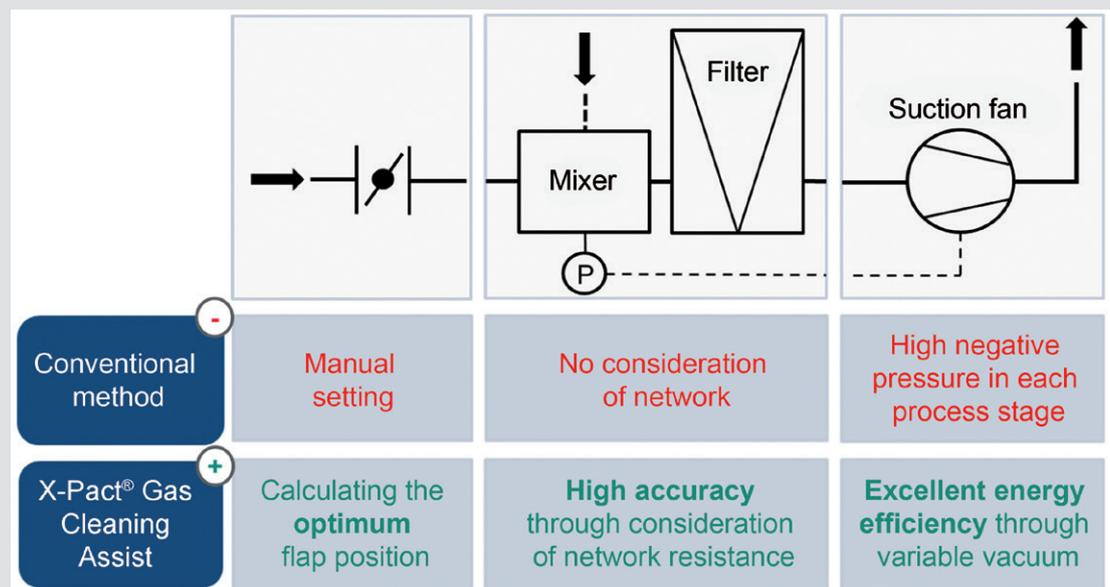 Filter
Suction fan
Mixer
P
-
Conventional
method
Manual
setting
No consideration
of network
High negative
pressure in each
process stage
+
X-Pact® Gas
Cleaning
Assist
Calculating the
optimum
flap position
High accuracy
through consideration
of network resistance
Excellent energy
efficiency through
variable vacuum